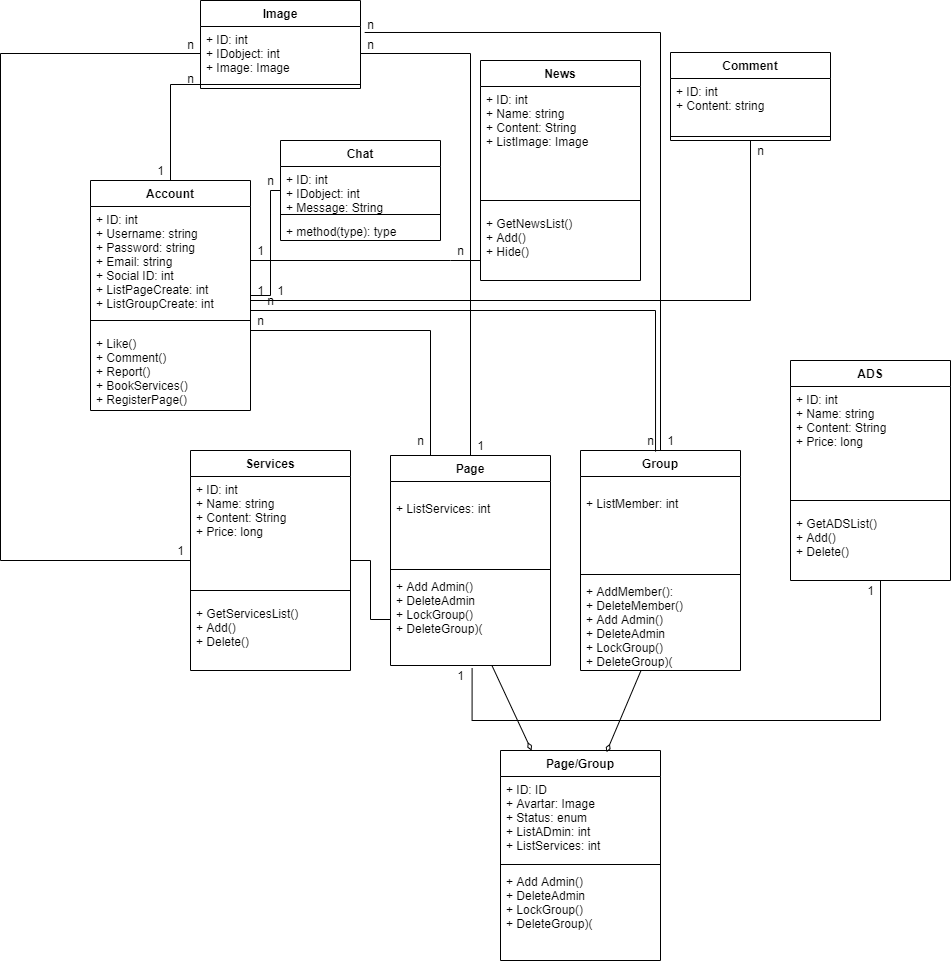 Image
+ ID: int
+ IDobject: int
+ Image: Image
n
n
n
n
1
News
+ ID: int
+ Name: string
+ Content: String
+ ListImage: Image
+ GetNewsList()
+ Add()
+ Hide()
Comment
+ ID: int
+ Content: string
n
Chat
+ ID: int
+ IDobject: int
+ Message: String
+ method(type): type
n
Account
+ ID: int
+ Username: string
+ Password: string
+ Email: string
+ Social ID: int
+ ListPageCreate: int
+ ListGroupCreate: int
+ Like()
+ Comment()
+ Report()
+ BookServices()
+ RegisterPage()
1
n
1
1
n
n
ADS
+ ID: int
+ Name: string
+ Content: String
+ Price: long
+ GetADSList()
+ Add()
+ Delete()
1
Services
+ ID: int
+ Name: string
+ Content: String
+ Price: long
+ GetServicesList()
+ Add()
+ Delete()
1
n
1
Page
+ ListServices: int
+ Add Admin()
+ DeleteAdmin
+ LockGroup()
+ DeleteGroup)(
1
n
1
Group
+ ListMember: int
+ AddMember():
+ DeleteMember()
+ Add Admin()
+ DeleteAdmin
+ LockGroup()
+ DeleteGroup)(
Page/Group
+ ID: ID
+ Avartar: Image
+ Status: enum
+ ListADmin: int
+ ListServices: int
+ Add Admin()
+ DeleteAdmin
+ LockGroup()
+ DeleteGroup)(